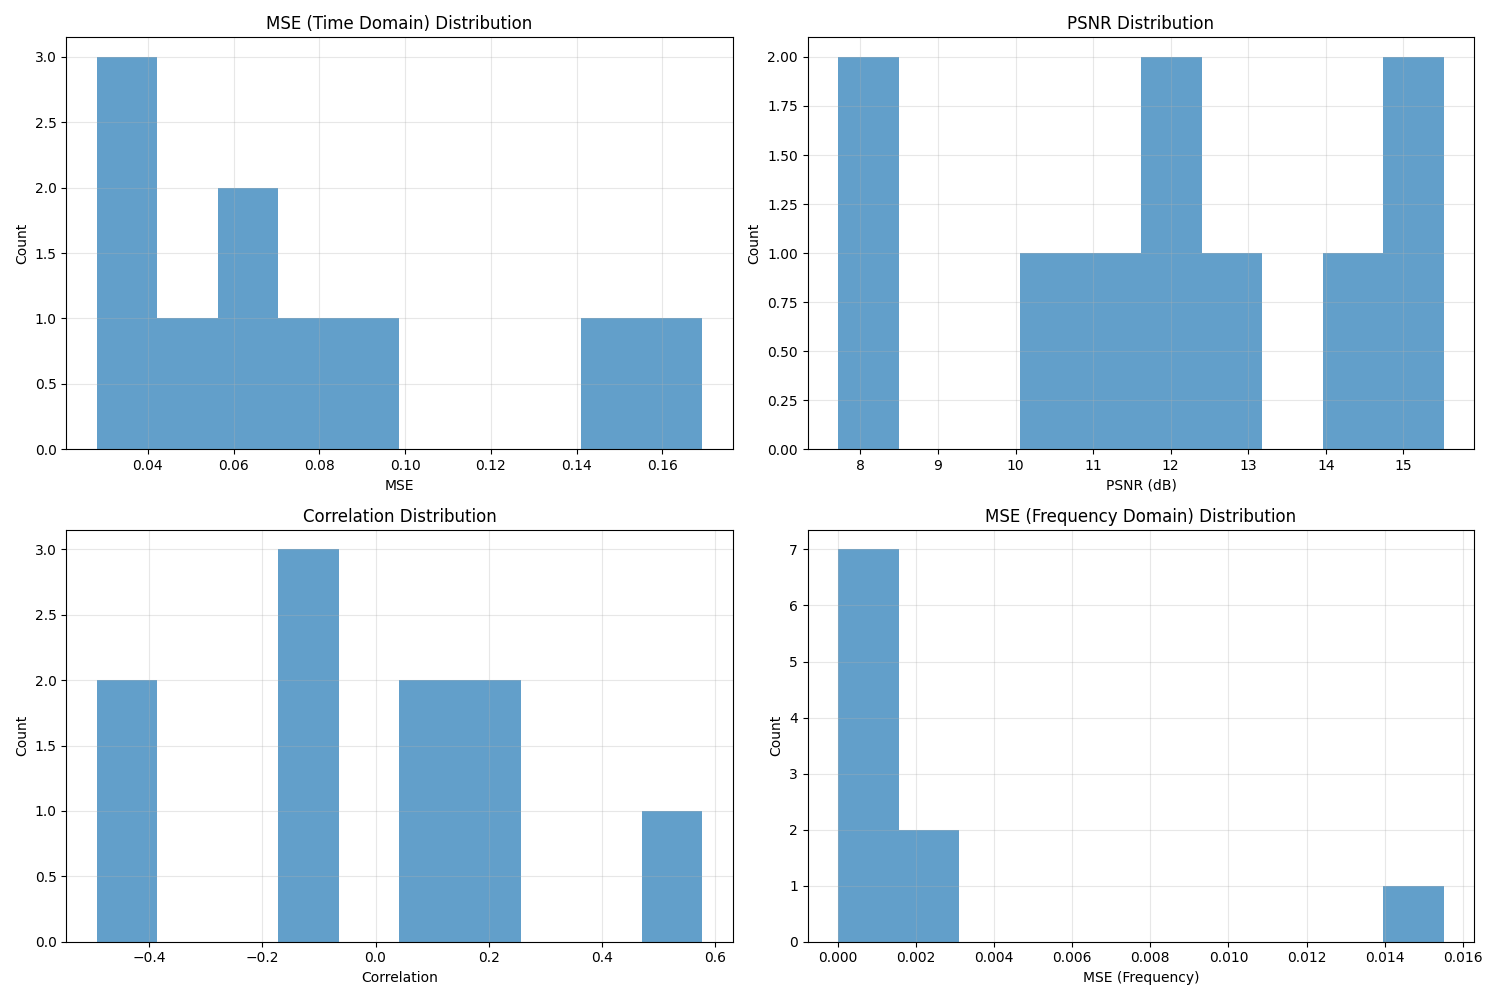 MSE (Time Domain) Distribution
3.0
2.5
2.0
1.5
1.0
0.5
0.0
Count
0.04 0.06 0.08 0.10 0.12 0.14 0.16
MSE
PSNR Distribution
2.00
1.75
1.50
1.25
1.00
0.75
0.50
0.25
0.00
Count
8 9 10 11 12 13 14 15
PSNR (dB)
Correlation Distribution
3.0
2.5
2.0
1.5
1.0
0.5
0.0
Count
−0.4 −0.2 0.0 0.2 0.4 0.6
Correlation
MSE (Frequency Domain) Distribution
7
6
5
4
3
2
1
0
Count
0.000 0.002 0.004 0.006 0.008 0.010 0.012 0.014 0.016
MSE (Frequency)